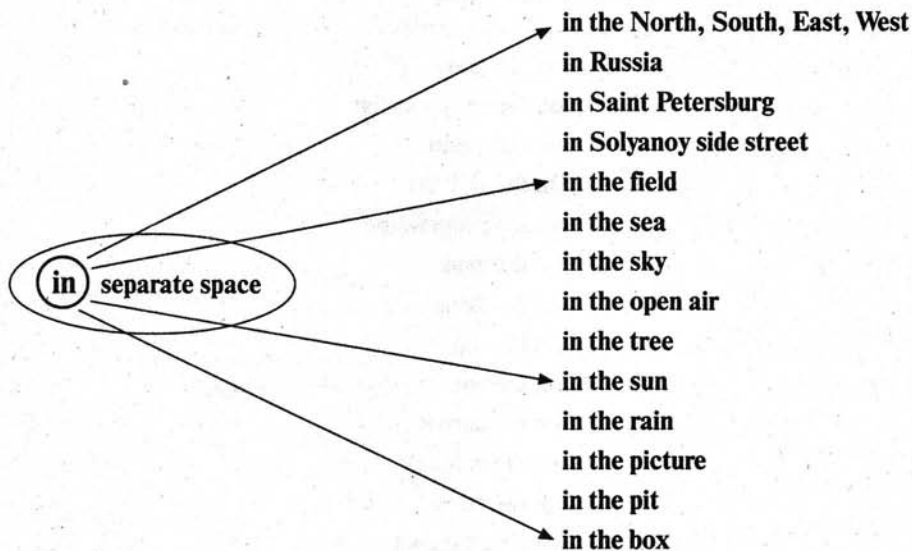 in the North, South, East, West
in Russia
in Saint Petersburg
in Solyanoy side street
in the field
in the sea
in separate space
in the sky
in the open air
in the tree
in the sun
in the rain
in the picture
in the pit
in the box